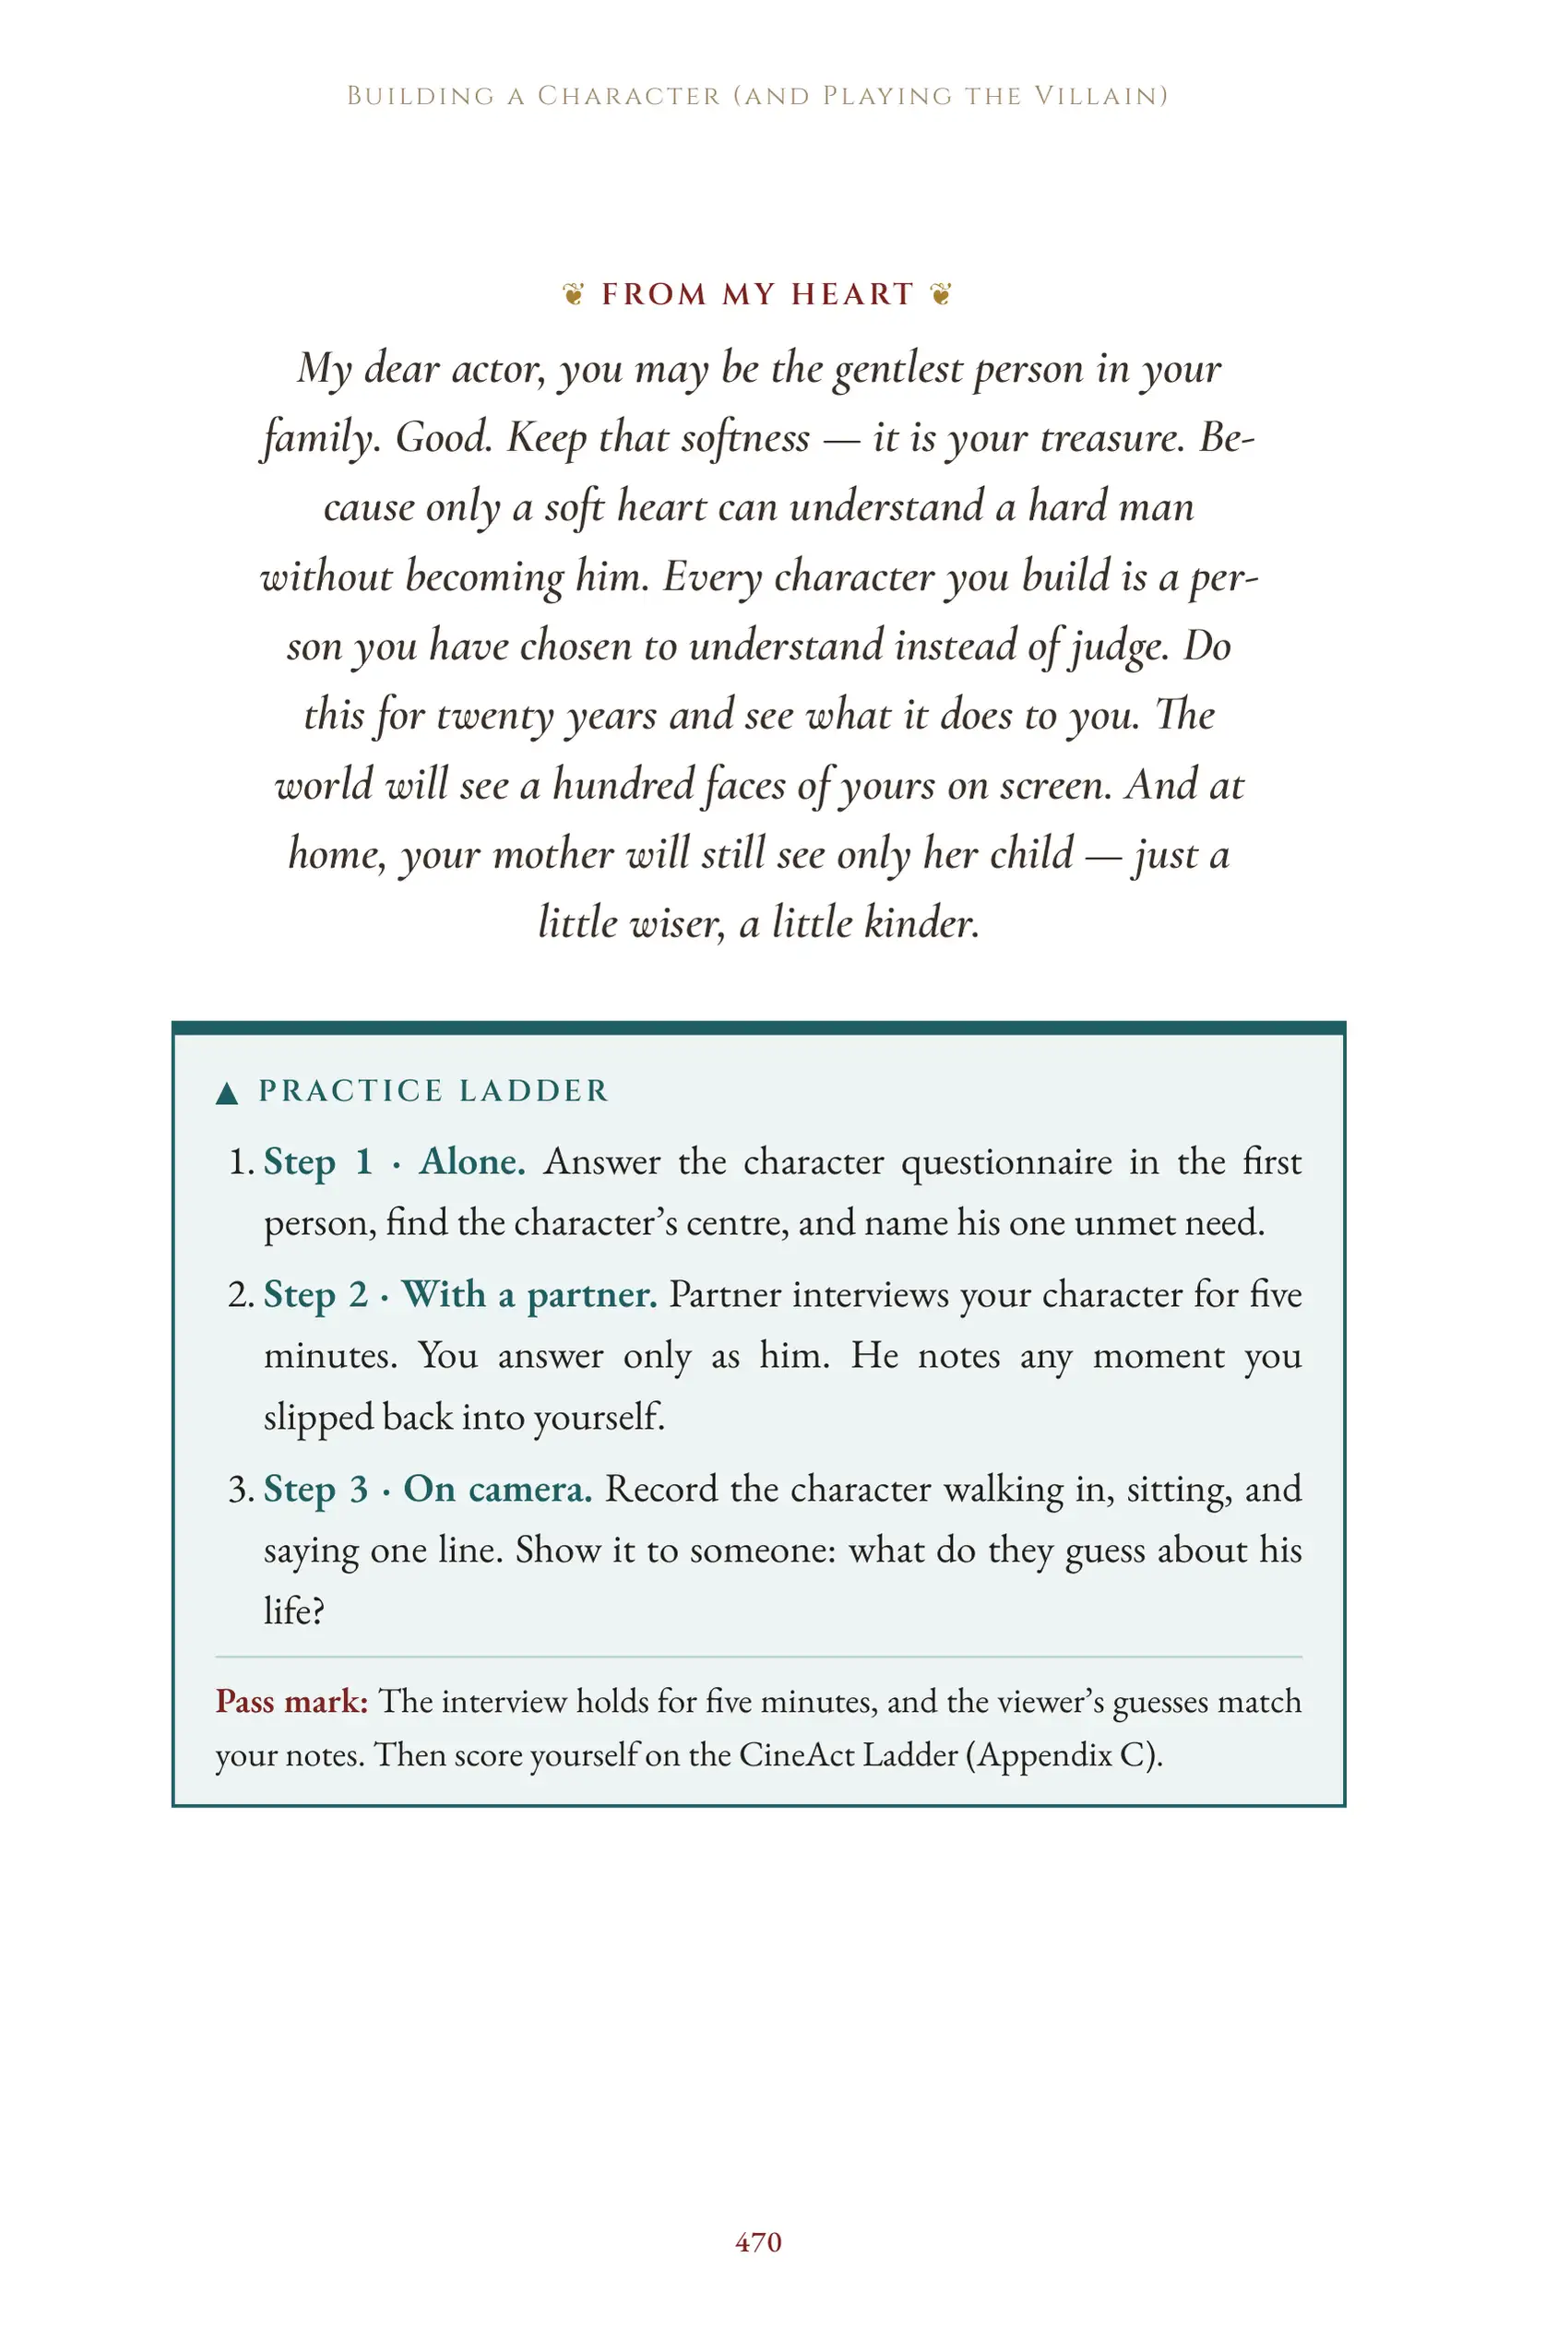 Building a Character (and Playing the Villain)
❦ FROM MY HEART ❦
My dear actor, you may be the gentlest person in your
family. Good. Keep that softness — it is your treasure. Be-
cause only a soft heart can understand a hard man
without becoming him. Every character you build is a per-
son you have chosen to understand instead of judge. Do
this for twenty years and see what it does to you. The
world will see a hundred faces of yours on screen. And at
home, your mother will still see only her child — just a
little wiser, a little kinder.
▲ PRACTICE LADDER
1. Step 1 · Alone. Answer the character questionnaire in the first
person, find the character’s centre, and name his one unmet need.
2. Step 2 · With a partner. Partner interviews your character for five
minutes. You answer only as him. He notes any moment you
slipped back into yourself.
3. Step 3 · On camera. Record the character walking in, sitting, and
saying one line. Show it to someone: what do they guess about his
life?
Pass mark: The interview holds for five minutes, and the viewer’s guesses match
your notes. Then score yourself on the CineAct Ladder (Appendix C).
470